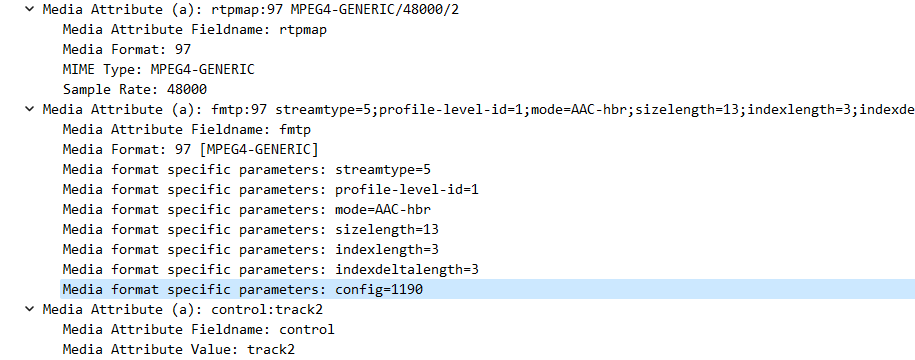 Media Attribute (a): rtpmap:97 MPEG4-GENERIC/48000/2
Media Attribute Fieldname: rtpmap
Media Format: 97
MIME Type: MPEG4-GENERIC
Sample Rate: 48000
Media Attribute (a): fmtp:97 streamtype=5;profile-level-id=1;mode=AAC-hbr;sizelength=13;indexlength=3;indexde
Media Attribute Fieldname: fmtp
Media Format: 97 [MPEG4-GENERIC]
Media format specific parameters: streamtype=5
Media format specific parameters: profile-level-id=1
Media format specific parameters: mode=AAC-hbr
Media format specific parameters: sizelength=13
Media format specific parameters: indexlength=3
Media format specific parameters: indexdeltalength=3
Media format specific parameters: config=1190
Media Attribute (a): control:track2
Media Attribute Fieldname: control
Media Attribute Value: track2